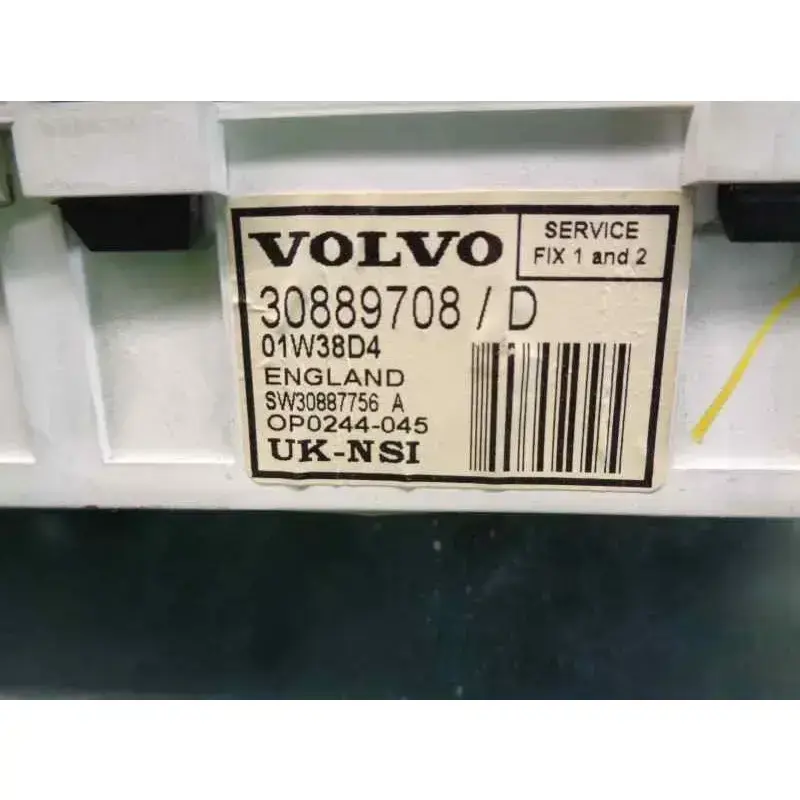 VOLVO
SERVICE
FIX 1 and 2
30889708 / D
01W38D4
ENGLAND
SW30887756 A
OP0244-045
UK-NSI